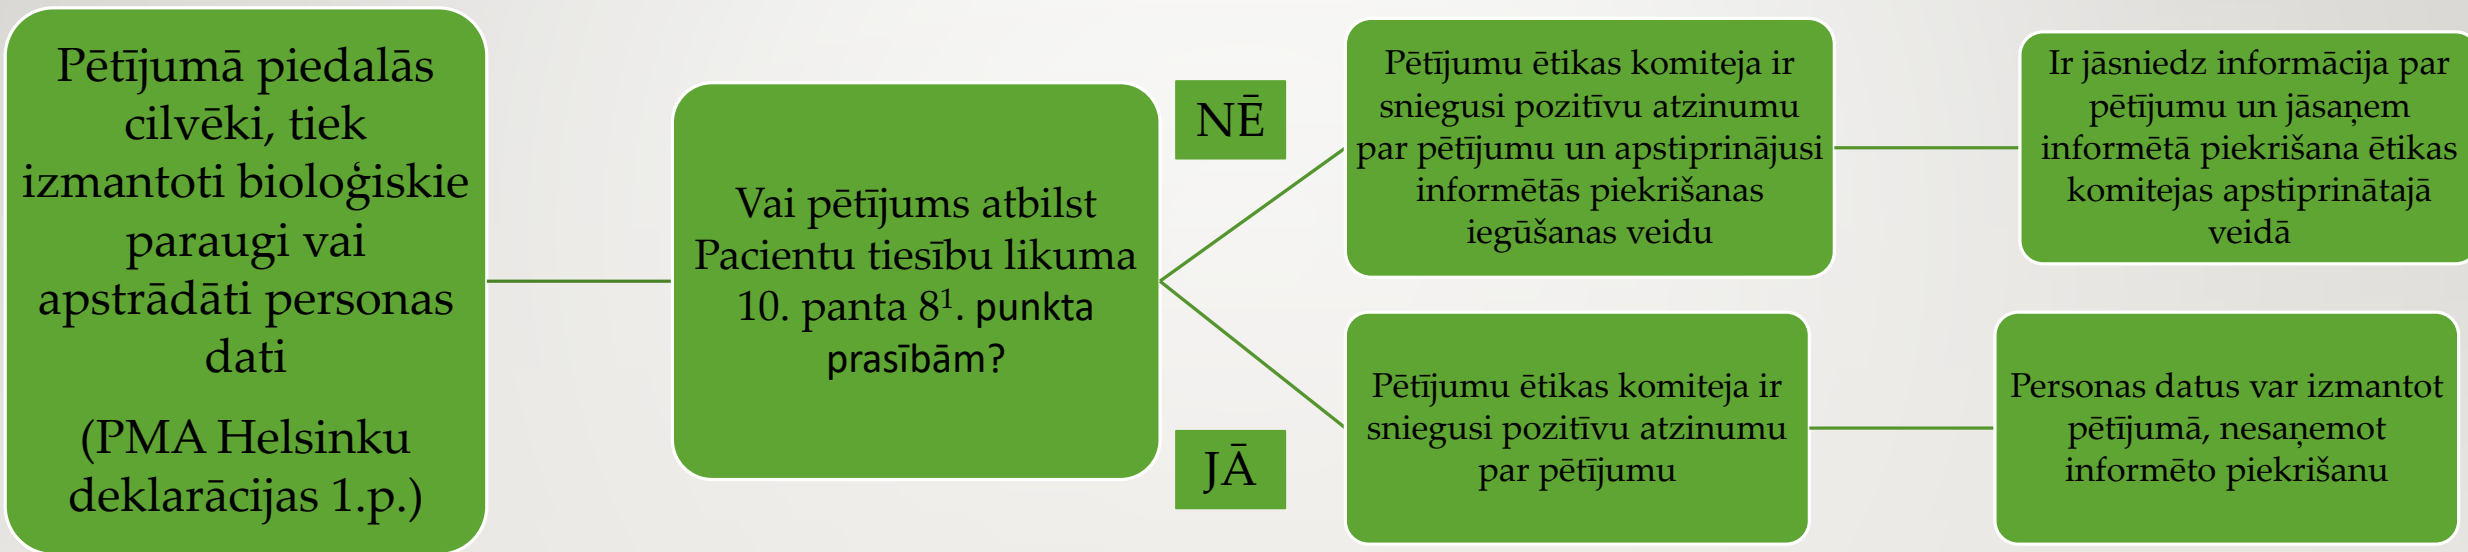 Pētījumā piedalās
cilvēki, tiek
izmantoti bioloģiskie
paraugi vai
apstrādāti personas
dati
(PMA Helsinku
deklarācijas 1.p.)
Vai pētījums atbilst
Pacientu tiesību likuma
10. panta 8¹. punkta
prasībām?
NĒ
Pētījumu ētikas komiteja ir
sniegusi pozitīvu atzinumu
par pētījumu un apstiprinājusi
informētās piekrišanas
iegūšanas veidu
Ir jāsniedz informācija par
pētījumu un jāsaņem
informētā piekrišana ētikas
komitejas apstiprinātajā
veidā
JĀ
Pētījumu ētikas komiteja ir
sniegusi pozitīvu atzinumu
par pētījumu
Personas datus var izmantot
pētījumā, nesaņemot
informēto piekrišanu